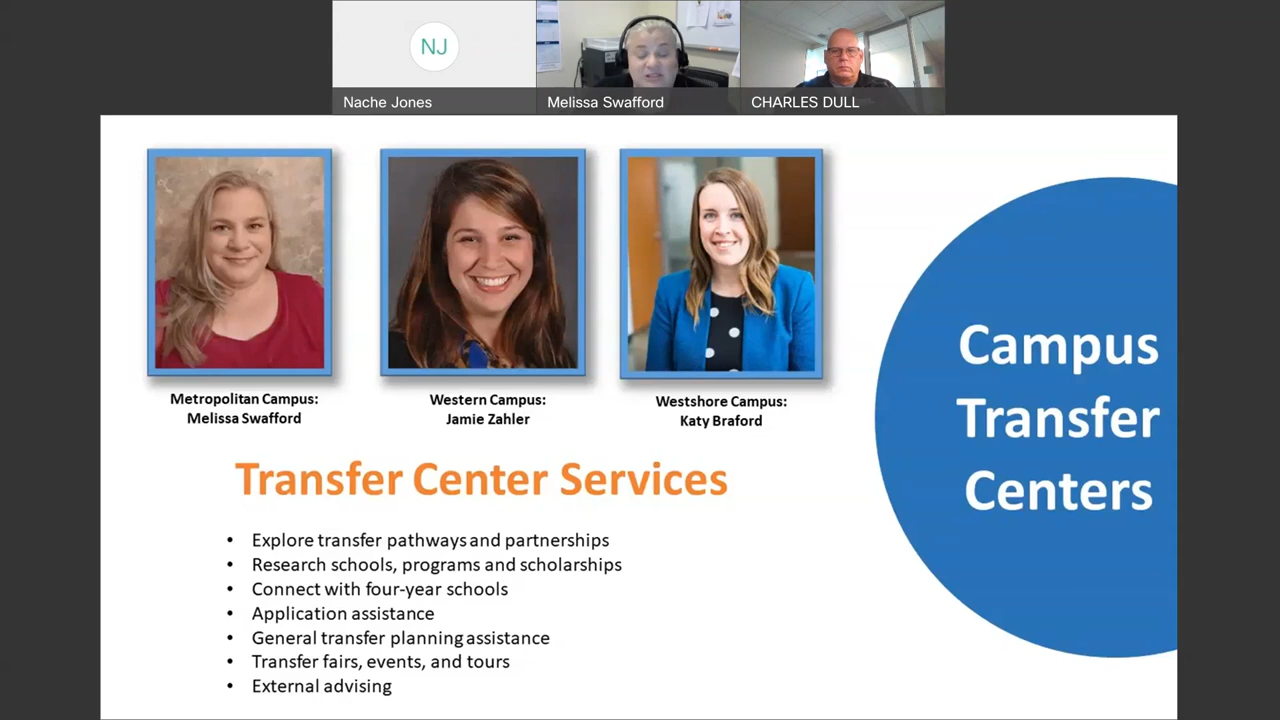 NJ
Nache Jones
Melissa Swafford
CHARLES DULL
Metropolitan Campus:
Melissa Swafford
Western Campus:
Jamie Zahler
Westshore Campus:
Katy Braford
Campus
Transfer
Centers
Transfer Center Services
• Explore transfer pathways and partnerships
• Research schools, programs and scholarships
• Connect with four-year schools
• Application assistance
• General transfer planning assistance
• Transfer fairs, events, and tours
• External advising